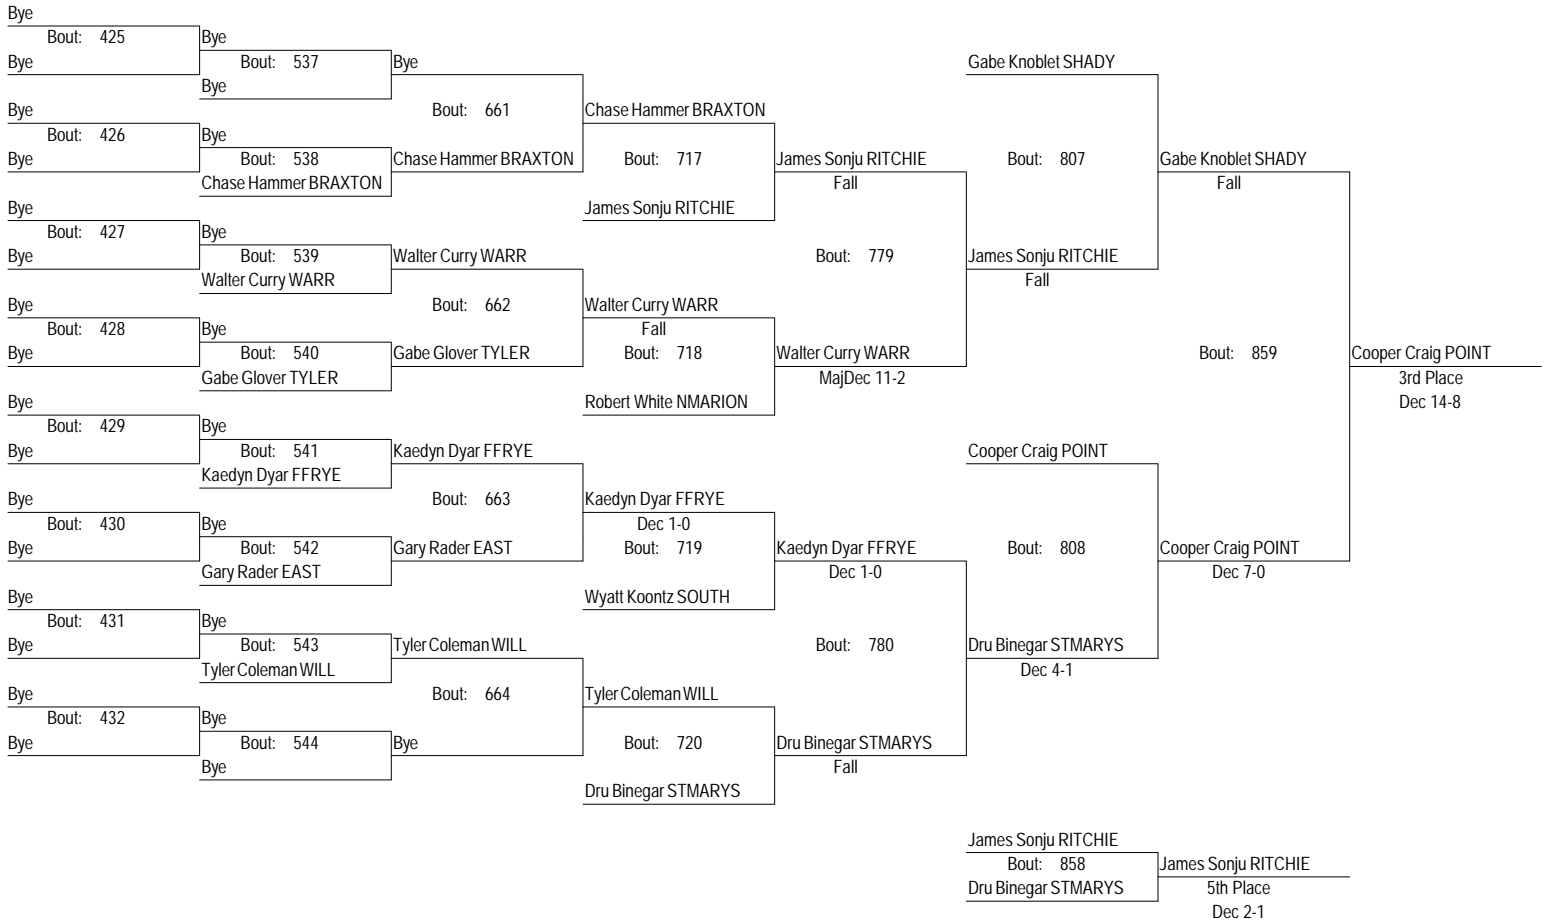 Bye
Bout: 425
Bye
Bye
Bout: 537
Bye
Bye
Bout: 426
Bye
Bye
Bout: 538
Chase Hammer BRAXTON
Bye
Bout: 661
Chase Hammer BRAXTON
Bye
Bout: 427
Bye
Bye
Bout: 539
Walter Curry WARR
Bye
Bout: 428
Bye
Bye
Bout: 540
Gabe Glover TYLER
Walter Curry WARR
Bout: 662
Gabe Glover TYLER
Bye
Bout: 429
Bye
Bye
Bout: 541
Kaedyn Dyar FFRYE
Bye
Bout: 430
Bye
Bye
Bout: 542
Gary Rader EAST
Kaedyn Dyar FFRYE
Bout: 663
Gary Rader EAST
Bye
Bout: 431
Bye
Bye
Bout: 543
Tyler Coleman WILL
Bye
Bout: 432
Bye
Bye
Bout: 544
Bye
Tyler Coleman WILL
Bout: 664
Bye
Chase Hammer BRAXTON
Bout: 717
James Sonju RITCHIE
Walter Curry WARR
Fall
Bout: 718
Robert White NMARION
Kaedyn Dyar FFRYE
Dec 1-0
Bout: 719
Wyatt Koontz SOUTH
Tyler Coleman WILL
Bout: 720
Dru Binegar STMARYS
James Sonju RITCHIE
Fall
Bout: 779
Walter Curry WARR
MajDec 11-2
Kaedyn Dyar FFRYE
Dec 1-0
Bout: 780
Dru Binegar STMARYS
Fall
Gabe Knoblet SHADY
Bout: 807
James Sonju RITCHIE
Fall
Cooper Craig POINT
Bout: 808
Dru Binegar STMARYS
Dec 4-1
Gabe Knoblet SHADY
Fall
Bout: 859
Cooper Craig POINT
Dec 7-0
Cooper Craig POINT
3rd Place
Dec 14-8
James Sonju RITCHIE
Bout: 858
Dru Binegar STMARYS
James Sonju RITCHIE
5th Place
Dec 2-1